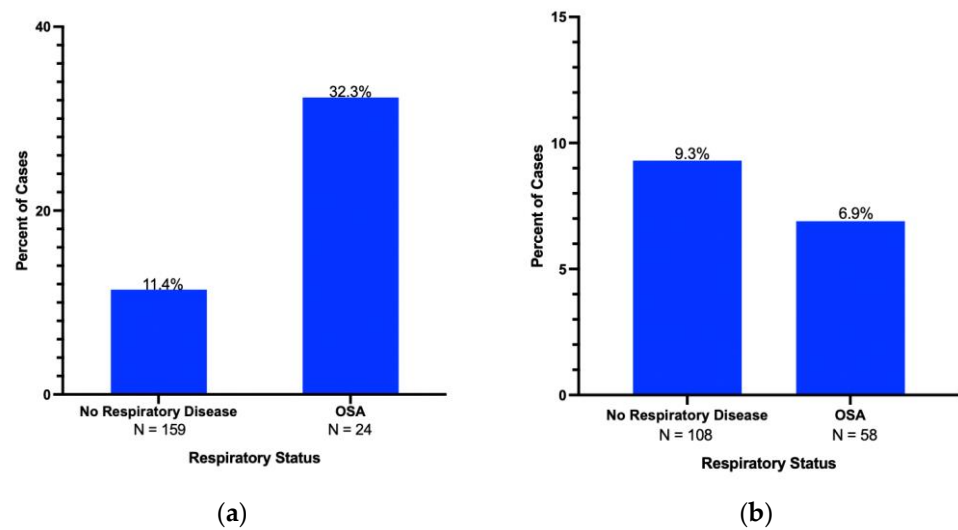 40
20
0
Percent of Cases
11.4%
32.3%
No Respiratory Disease
N = 159
OSA
N = 24
Respiratory Status
(a)
15
10
5
0
Percent of Cases
9.3%
6.9%
No Respiratory Disease
N = 108
OSA
N = 58
Respiratory Status
(b)